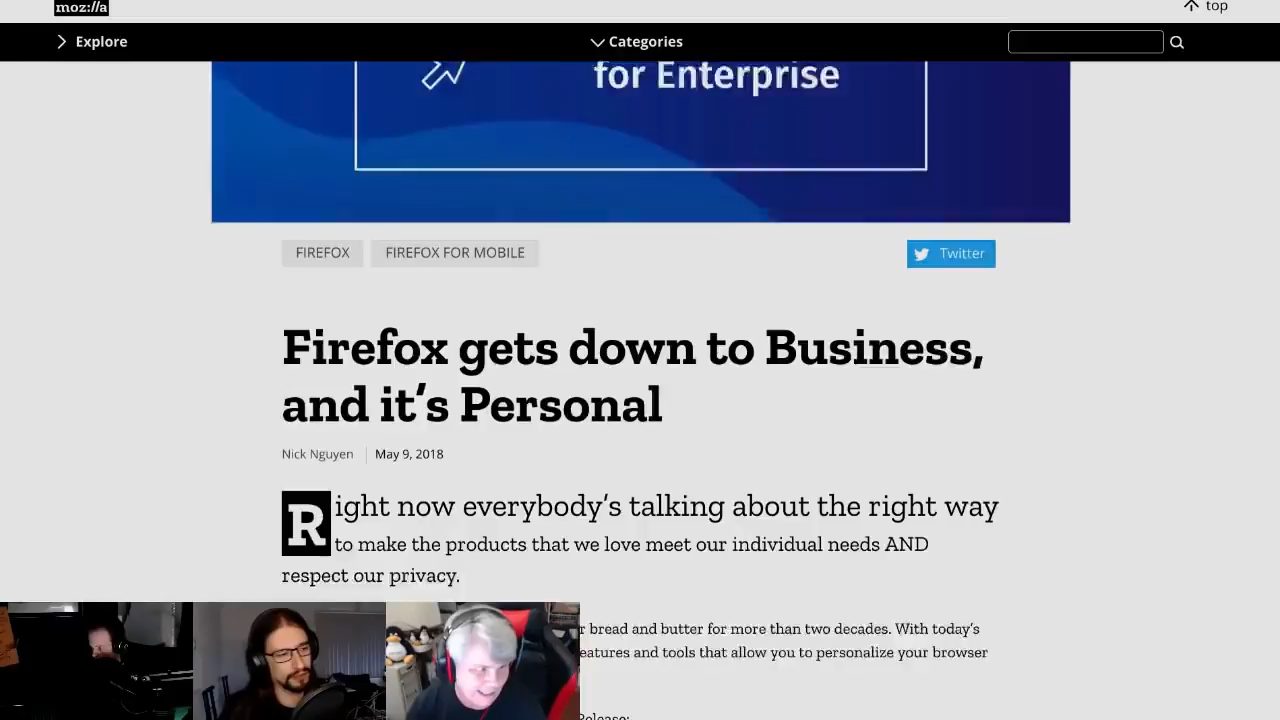 moz://a
top
Explore
Categories
for Enterprise
FIREFOX
FIREFOX FOR MOBILE
Twitter
Firefox gets down to Business,
and it’s Personal
Nick Nguyen
May 9, 2018
Right now everybody’s talking about the right way
to make the products that we love meet our individual needs AND
respect our privacy.
r bread and butter for more than two decades. With today’s
eatures and tools that allow you to personalize your browser
Release: